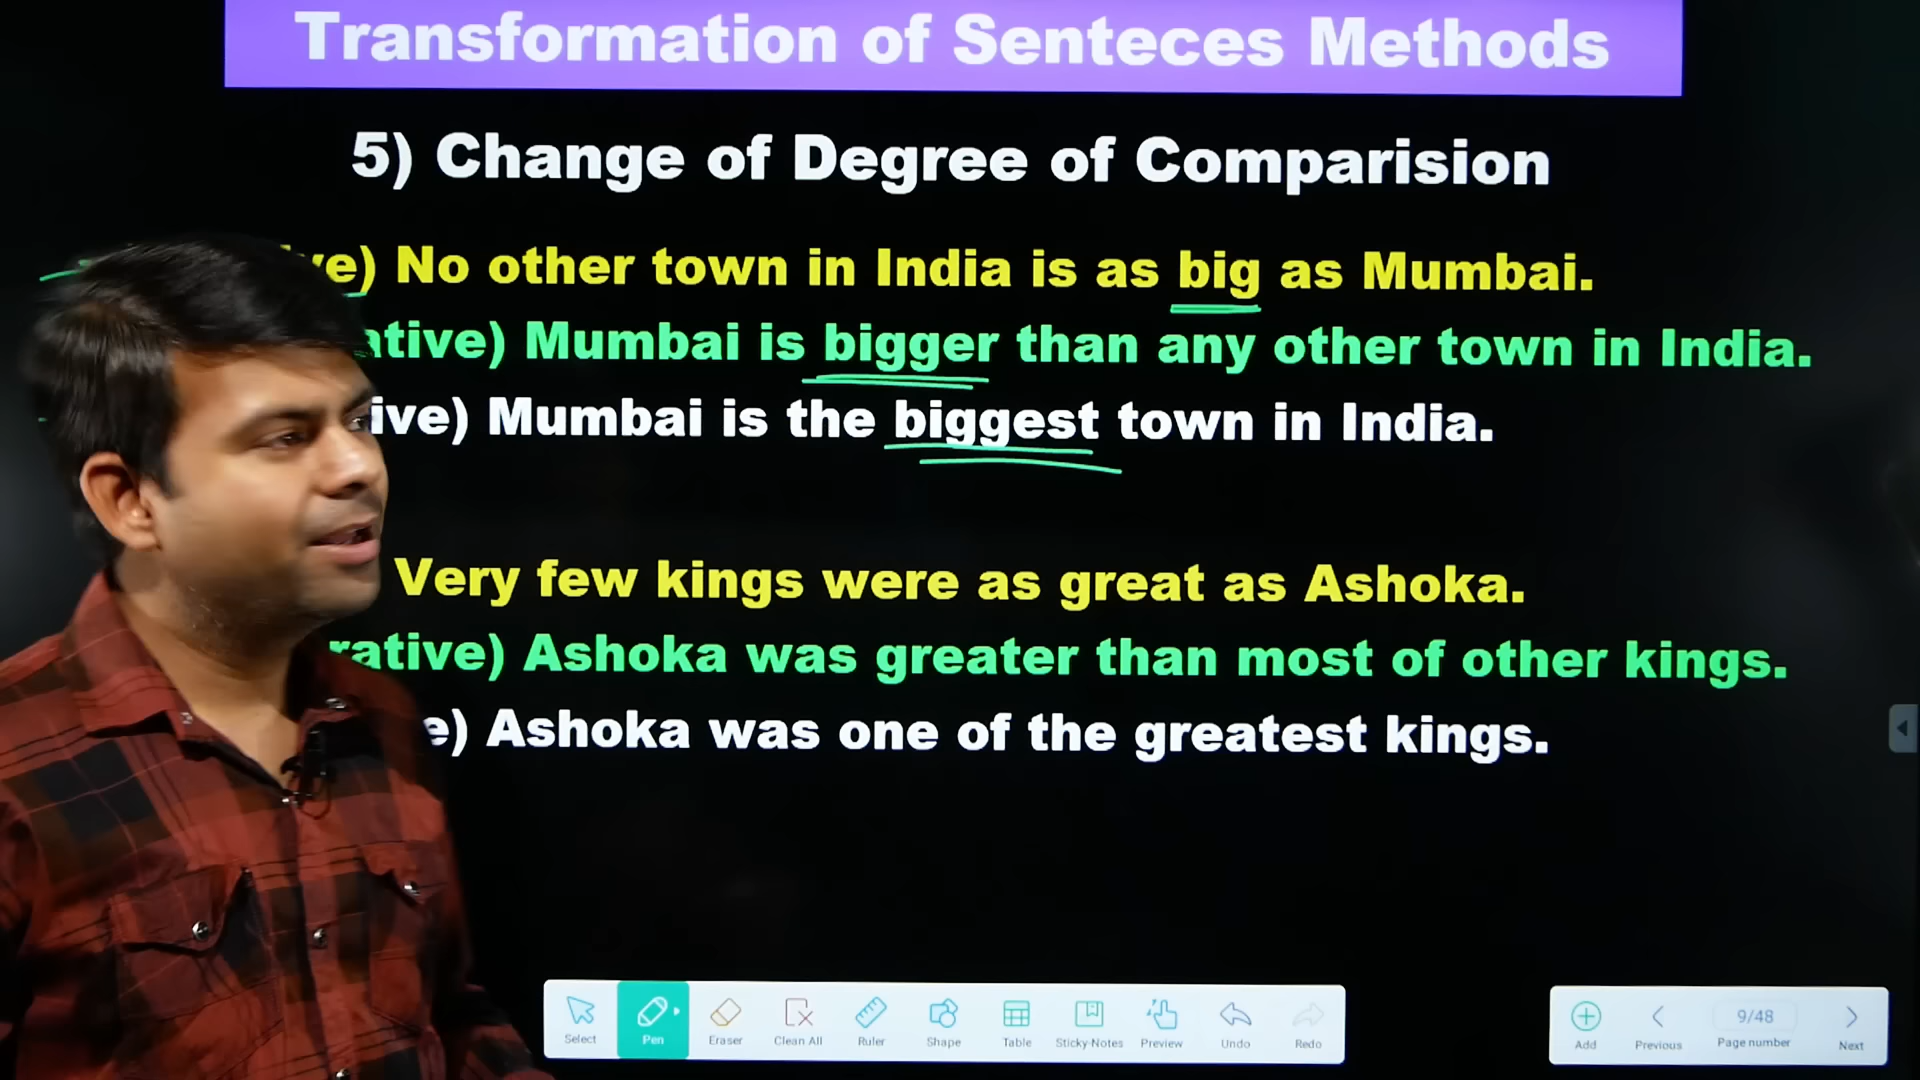 Transformation of Senteces Methods
5) Change of Degree of Comparision
ve) No other town in India is as big as Mumbai.
ative) Mumbai is bigger than any other town in India.
ive) Mumbai is the biggest town in India.
Very few kings were as great as Ashoka.
rative) Ashoka was greater than most of other kings.
e) Ashoka was one of the greatest kings.
Select Pen Eraser Clean All Ruler Shape Table Sticky-Notes Preview Undo Redo
Add Previous 9/48 Page number Next